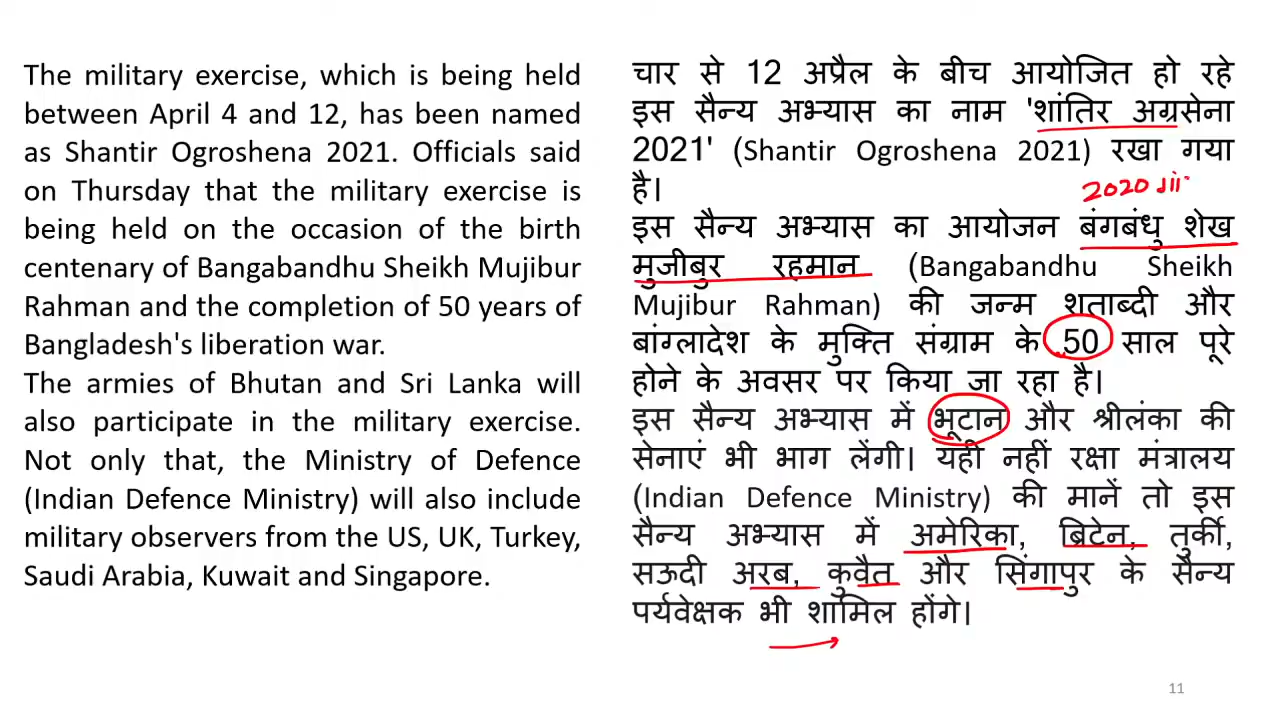 The military exercise, which is being held
between April 4 and 12, has been named
as Shantir Ogroshena 2021. Officials said
on Thursday that the military exercise is
being held on the occasion of the birth
centenary of Bangabandhu Sheikh Mujibur
Rahman and the completion of 50 years of
Bangladesh's liberation war.
The armies of Bhutan and Sri Lanka will
also participate in the military exercise.
Not only that, the Ministry of Defence
(Indian Defence Ministry) will also include
military observers from the US, UK, Turkey,
Saudi Arabia, Kuwait and Singapore.
चार से 12 अप्रैल के बीच आयोजित हो रहे
इस सैन्य अभ्यास का नाम 'शांतिर अग्रसेना
2021' (Shantir Ogroshena 2021) रखा गया
है।
2020
इस सैन्य अभ्यास का आयोजन बंगबंधु शेख
मुजीबुर रहमान (Bangabandhu Sheikh
Mujibur Rahman) की जन्म शताब्दी और
बांग्लादेश के मुक्ति संग्राम के 50 साल पूरे
होने के अवसर पर किया जा रहा है।
इस सैन्य अभ्यास में भूटान और श्रीलंका की
सेनाएं भी भाग लेंगी। यही नहीं रक्षा मंत्रालय
(Indian Defence Ministry) की मानें तो इस
सैन्य अभ्यास में अमेरिका, ब्रिटेन, तुर्की,
सऊदी अरब, कुवैत और सिंगापुर के सैन्य
पर्यवेक्षक भी शामिल होंगे।
11